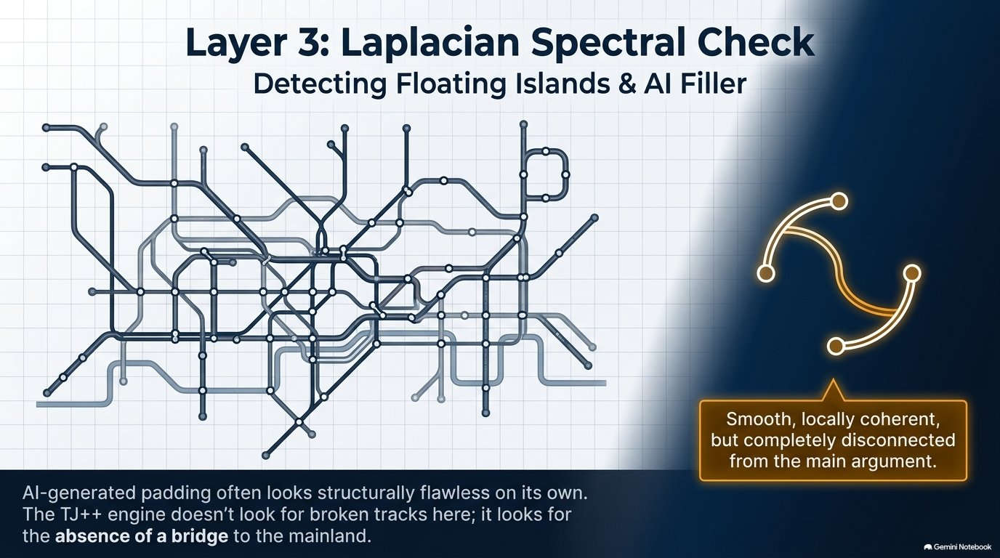 Layer 3: Laplacian Spectral Check
Detecting Floating Islands & AI Filler
Smooth, locally coherent,
but completely disconnected
from the main argument.
AI-generated padding often looks structurally flawless on its own.
The TJ++ engine doesn't look for broken tracks here; it looks for
the absence of a bridge to the mainland.
Gemini Notebook